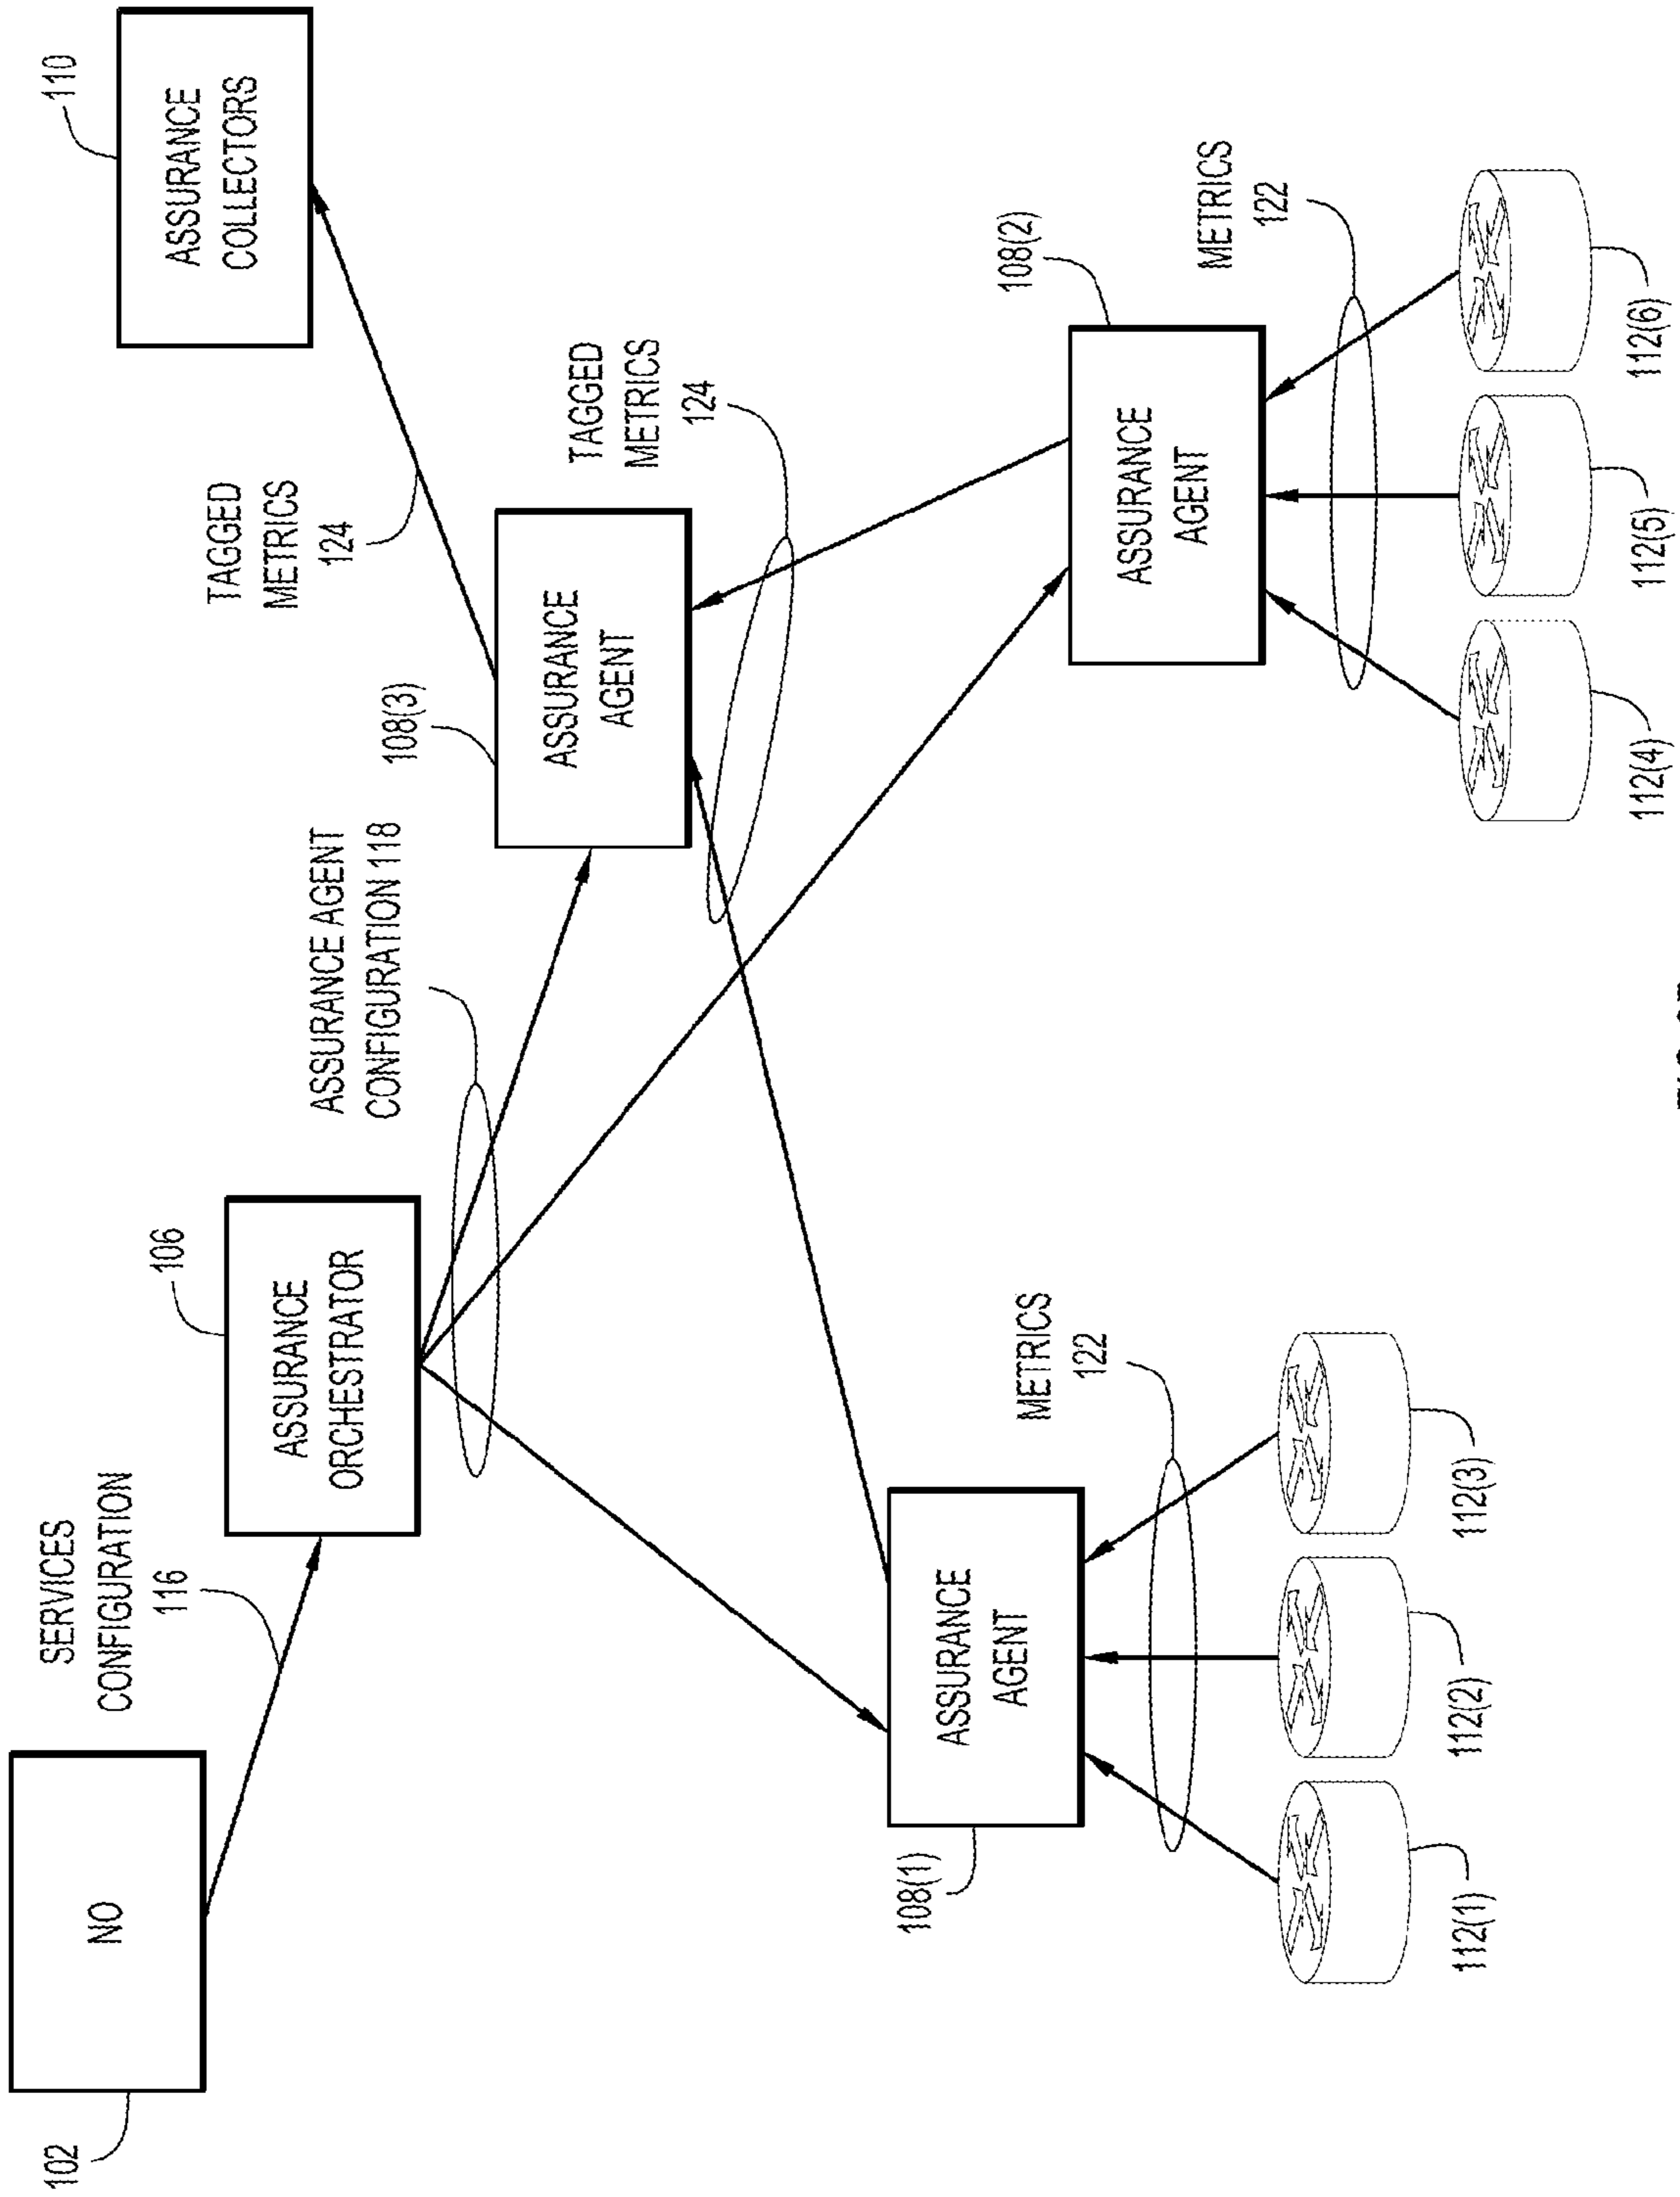 102
NO
SERVICES
CONFIGURATION
116
106
ASSURANCE
ORCHESTRATOR
ASSURANCE AGENT
CONFIGURATION 118
TAGGED
METRICS
124
110
ASSURANCE
COLLECTORS
108(3)
ASSURANCE
AGENT
TAGGED
METRICS
124
108(1)
ASSURANCE
AGENT
METRICS
122
112(1)
112(2)
112(3)
108(2)
ASSURANCE
AGENT
METRICS
122
112(4)
112(5)
112(6)